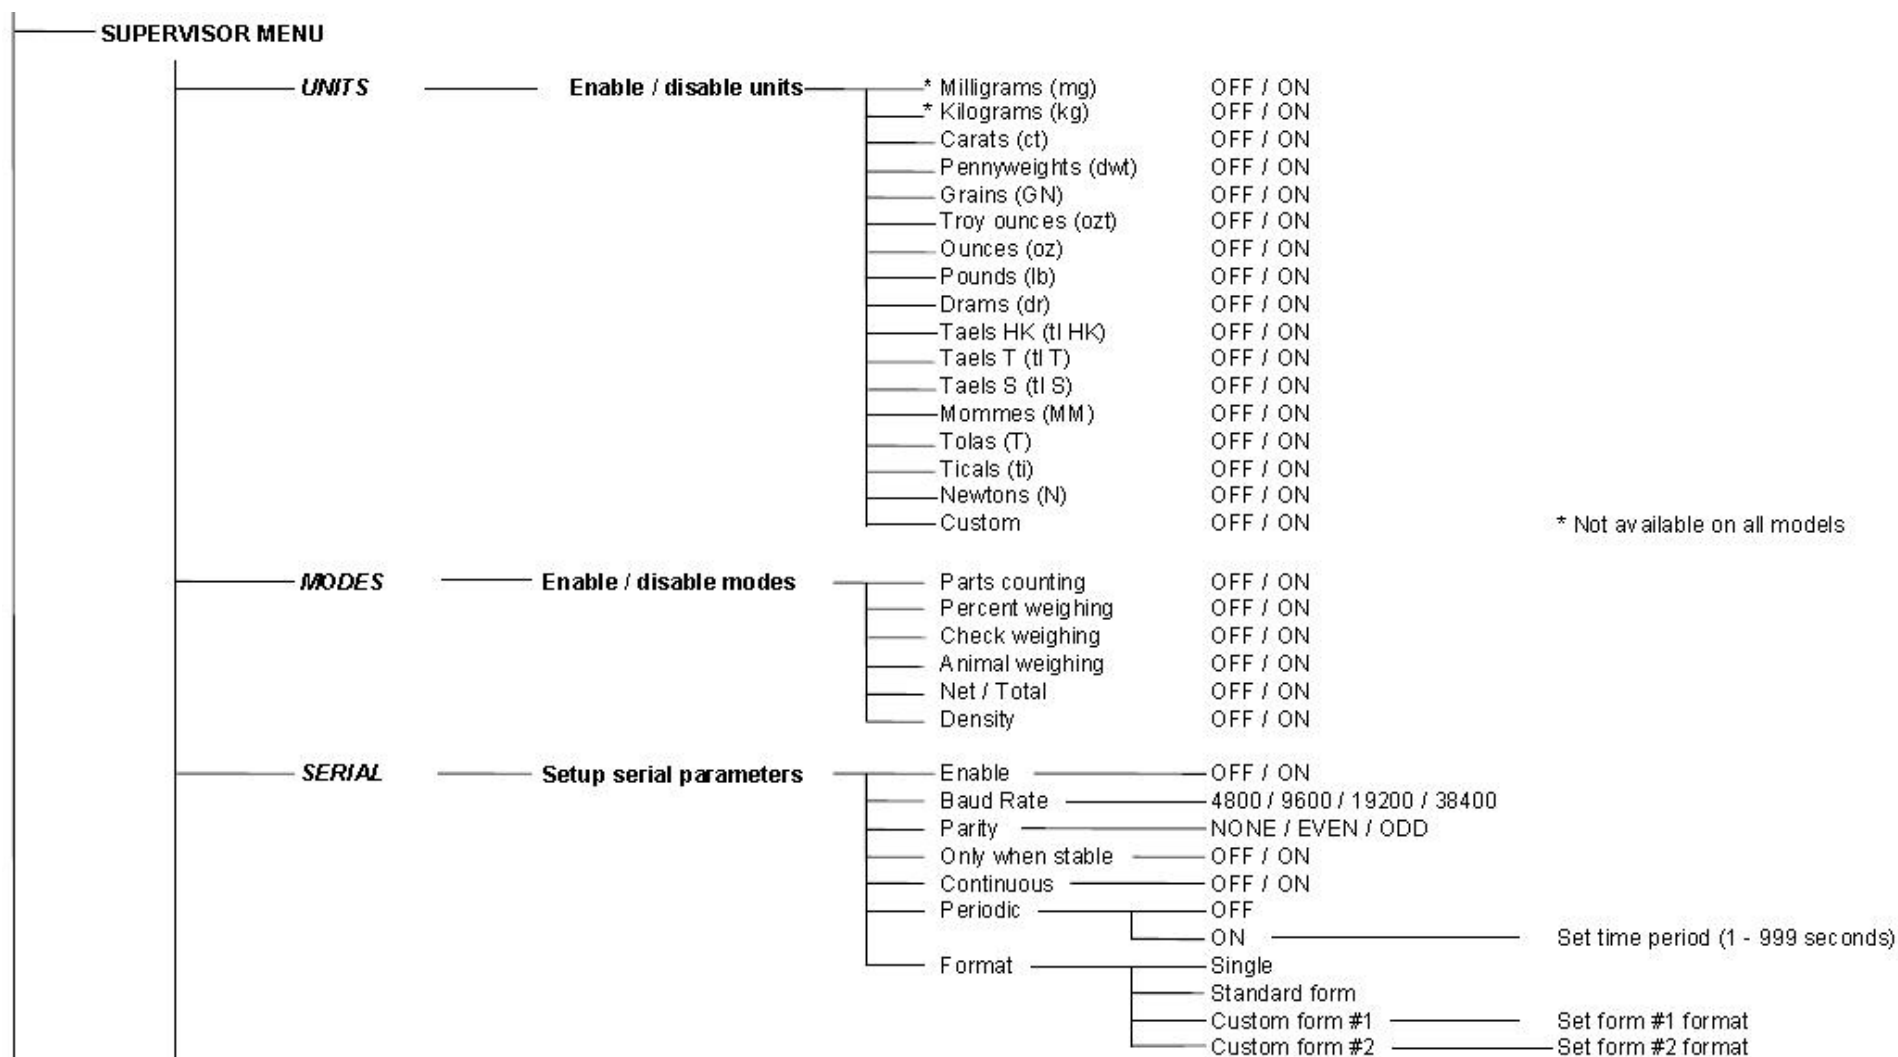 SUPERVISOR MENU
UNITS Enable / disable units * Milligrams (mg) OFF / ON
* Kilograms (kg) OFF / ON
Carats (ct) OFF / ON
Pennyweights (dwt) OFF / ON
Grains (GN) OFF / ON
Troy ounces (ozt) OFF / ON
Ounces (oz) OFF / ON
Pounds (lb) OFF / ON
Drams (dr) OFF / ON
Taels HK (tl HK) OFF / ON
Taels T (tl T) OFF / ON
Taels S (tl S) OFF / ON
Mommes (MM) OFF / ON
Tolas (T) OFF / ON
Ticals (ti) OFF / ON
Newtons (N) OFF / ON
Custom OFF / ON * Not available on all models
MODES Enable / disable modes Parts counting OFF / ON
Percent weighing OFF / ON
Check weighing OFF / ON
Animal weighing OFF / ON
Net / Total OFF / ON
Density OFF / ON
SERIAL Setup serial parameters Enable OFF / ON
Baud Rate 4800 / 9600 / 19200 / 38400
Parity NONE / EVEN / ODD
Only when stable OFF / ON
Continuous OFF / ON
Periodic OFF
ON Set time period (1 - 999 seconds)
Format Single
Standard form
Custom form #1 Set form #1 format
Custom form #2 Set form #2 format